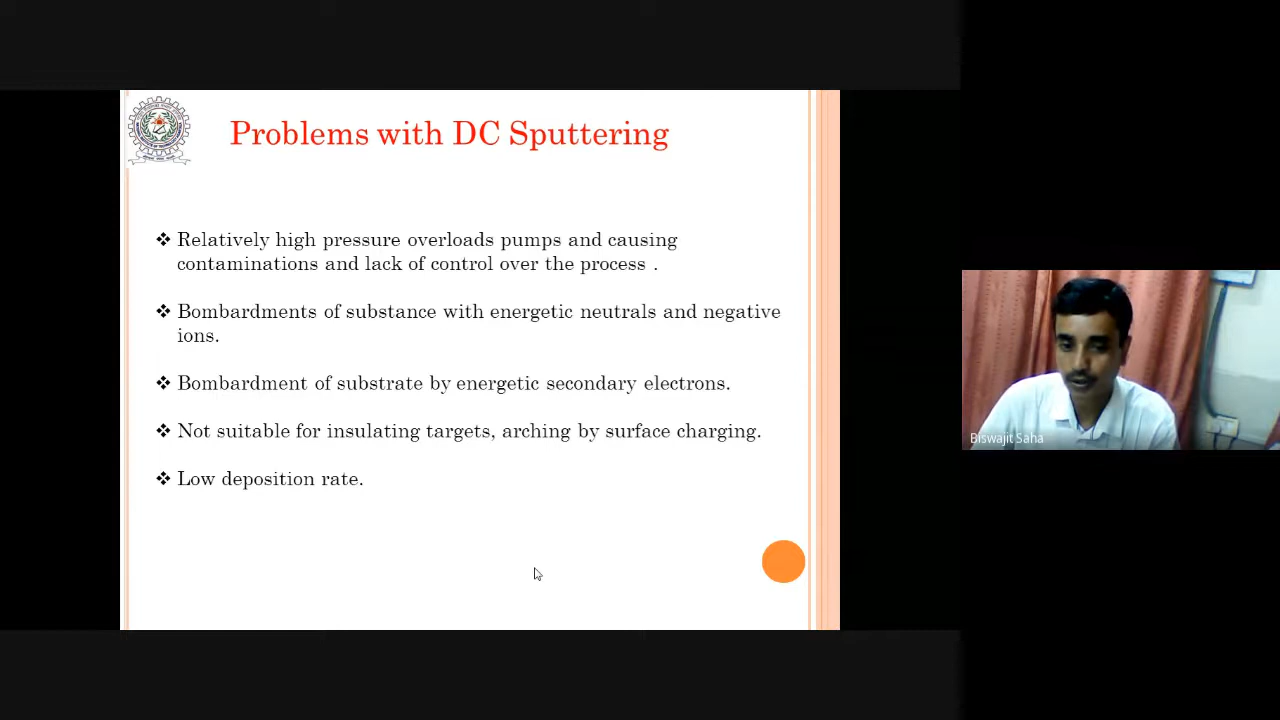 Problems with DC Sputtering
❖ Relatively high pressure overloads pumps and causing
contaminations and lack of control over the process .
❖ Bombardments of substance with energetic neutrals and negative
ions.
❖ Bombardment of substrate by energetic secondary electrons.
❖ Not suitable for insulating targets, arching by surface charging.
❖ Low deposition rate.
Biswajit Saha